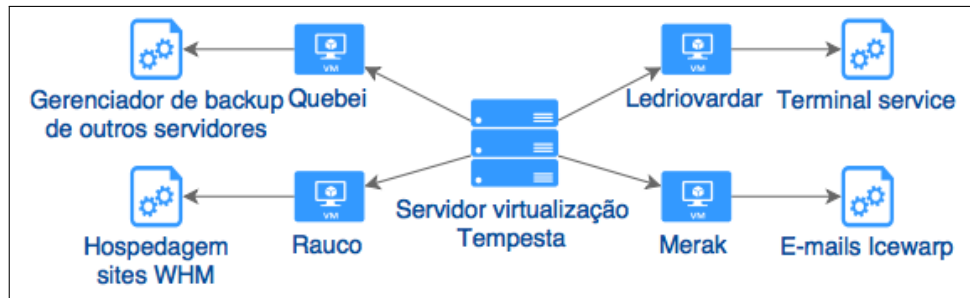 VM
Quebei
Gerenciador de backup
de outros servidores
VM
Ledriovardar
Terminal service
Servidor virtualização
Tempesta
VM
Rauco
Hospedagem
sites WHM
VM
Merak
E-mails Icewarp